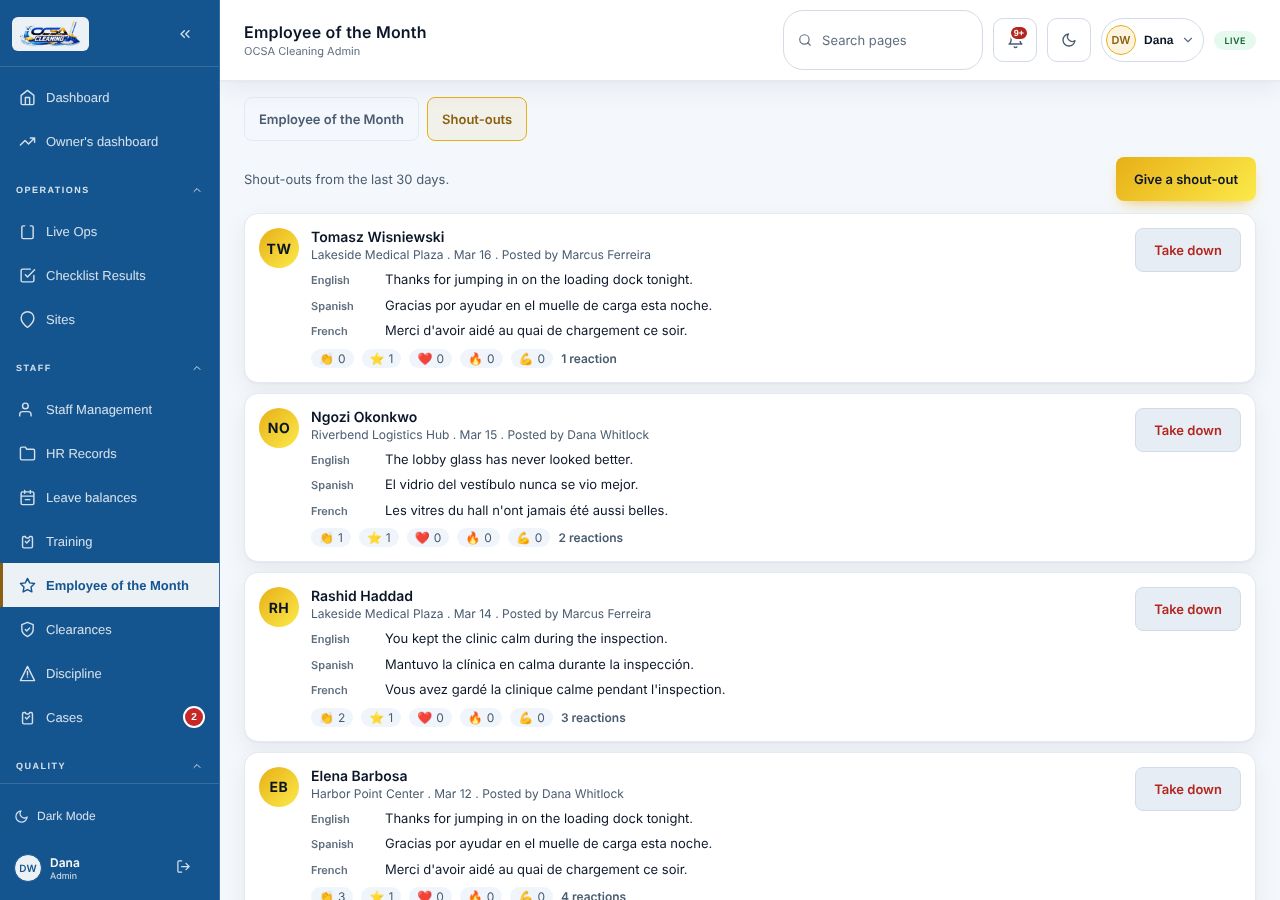 OCSA
CLEANING
Dashboard
Owner's dashboard
OPERATIONS
Live Ops
Checklist Results
Sites
STAFF
Staff Management
HR Records
Leave balances
Training
Employee of the Month
Clearances
Discipline
Cases 2
QUALITY
Dark Mode
DW Dana
Admin
Employee of the Month
OCSA Cleaning Admin
Search pages
9+
DW Dana
LIVE
Employee of the Month Shout-outs
Shout-outs from the last 30 days.
Give a shout-out
TW Tomasz Wisniewski
Lakeside Medical Plaza . Mar 16 . Posted by Marcus Ferreira
Take down
English Thanks for jumping in on the loading dock tonight.
Spanish Gracias por ayudar en el muelle de carga esta noche.
French Merci d'avoir aidé au quai de chargement ce soir.
👏 0 ⭐ 1 ❤️ 0 🔥 0 💪 0 1 reaction
NO Ngozi Okonkwo
Riverbend Logistics Hub . Mar 15 . Posted by Dana Whitlock
Take down
English The lobby glass has never looked better.
Spanish El vidrio del vestíbulo nunca se vio mejor.
French Les vitres du hall n'ont jamais été aussi belles.
👏 1 ⭐ 1 ❤️ 0 🔥 0 💪 0 2 reactions
RH Rashid Haddad
Lakeside Medical Plaza . Mar 14 . Posted by Marcus Ferreira
Take down
English You kept the clinic calm during the inspection.
Spanish Mantuvo la clínica en calma durante la inspección.
French Vous avez gardé la clinique calme pendant l'inspection.
👏 2 ⭐ 1 ❤️ 0 🔥 0 💪 0 3 reactions
EB Elena Barbosa
Harbor Point Center . Mar 12 . Posted by Dana Whitlock
Take down
English Thanks for jumping in on the loading dock tonight.
Spanish Gracias por ayudar en el muelle de carga esta noche.
French Merci d'avoir aidé au quai de chargement ce soir.
👏 3 ⭐ 1 ❤️ 0 🔥 0 💪 0 4 reactions